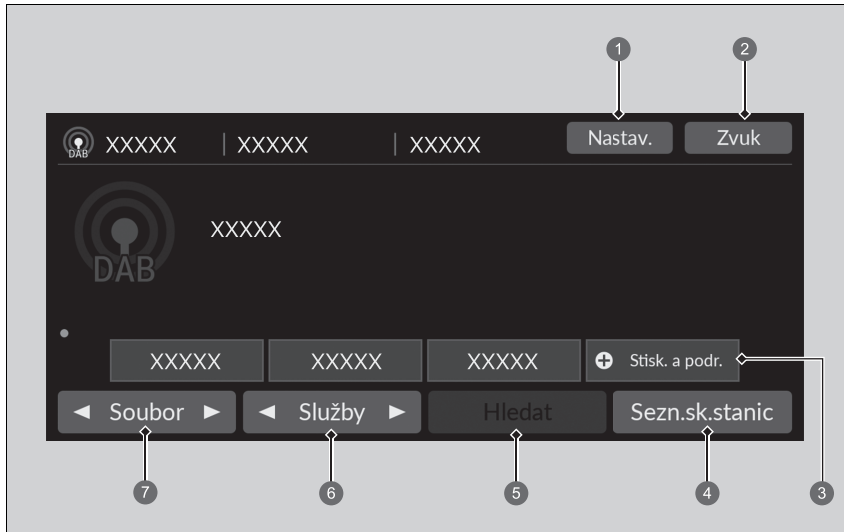 1 2
DAB XXXXX | XXXXX | XXXXX Nastav. Zvuk
DAB XXXXX
XXXXX XXXXX XXXXX Stisk. a podr.
◄ Soubor ► ◄ Služby ► Hledat Sezn.sk.stanic
7 6 5 4 3